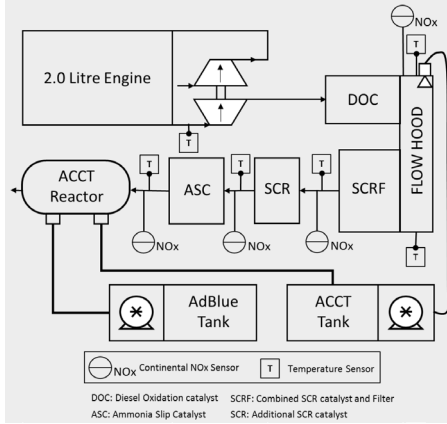 NOx
T
2.0 Litre Engine
DOC
FLOW HOOD
T
ACCT
Reactor
T
ASC
T
SCR
T
SCRF
NOx
NOx
NOx
T
AdBlue
Tank
ACCT
Tank
NOx Continental NOx Sensor
T Temperature Sensor
DOC: Diesel Oxidation catalyst SCRF: Combined SCR catalyst and Filter
ASC: Ammonia Slip Catalyst SCR: Additional SCR catalyst